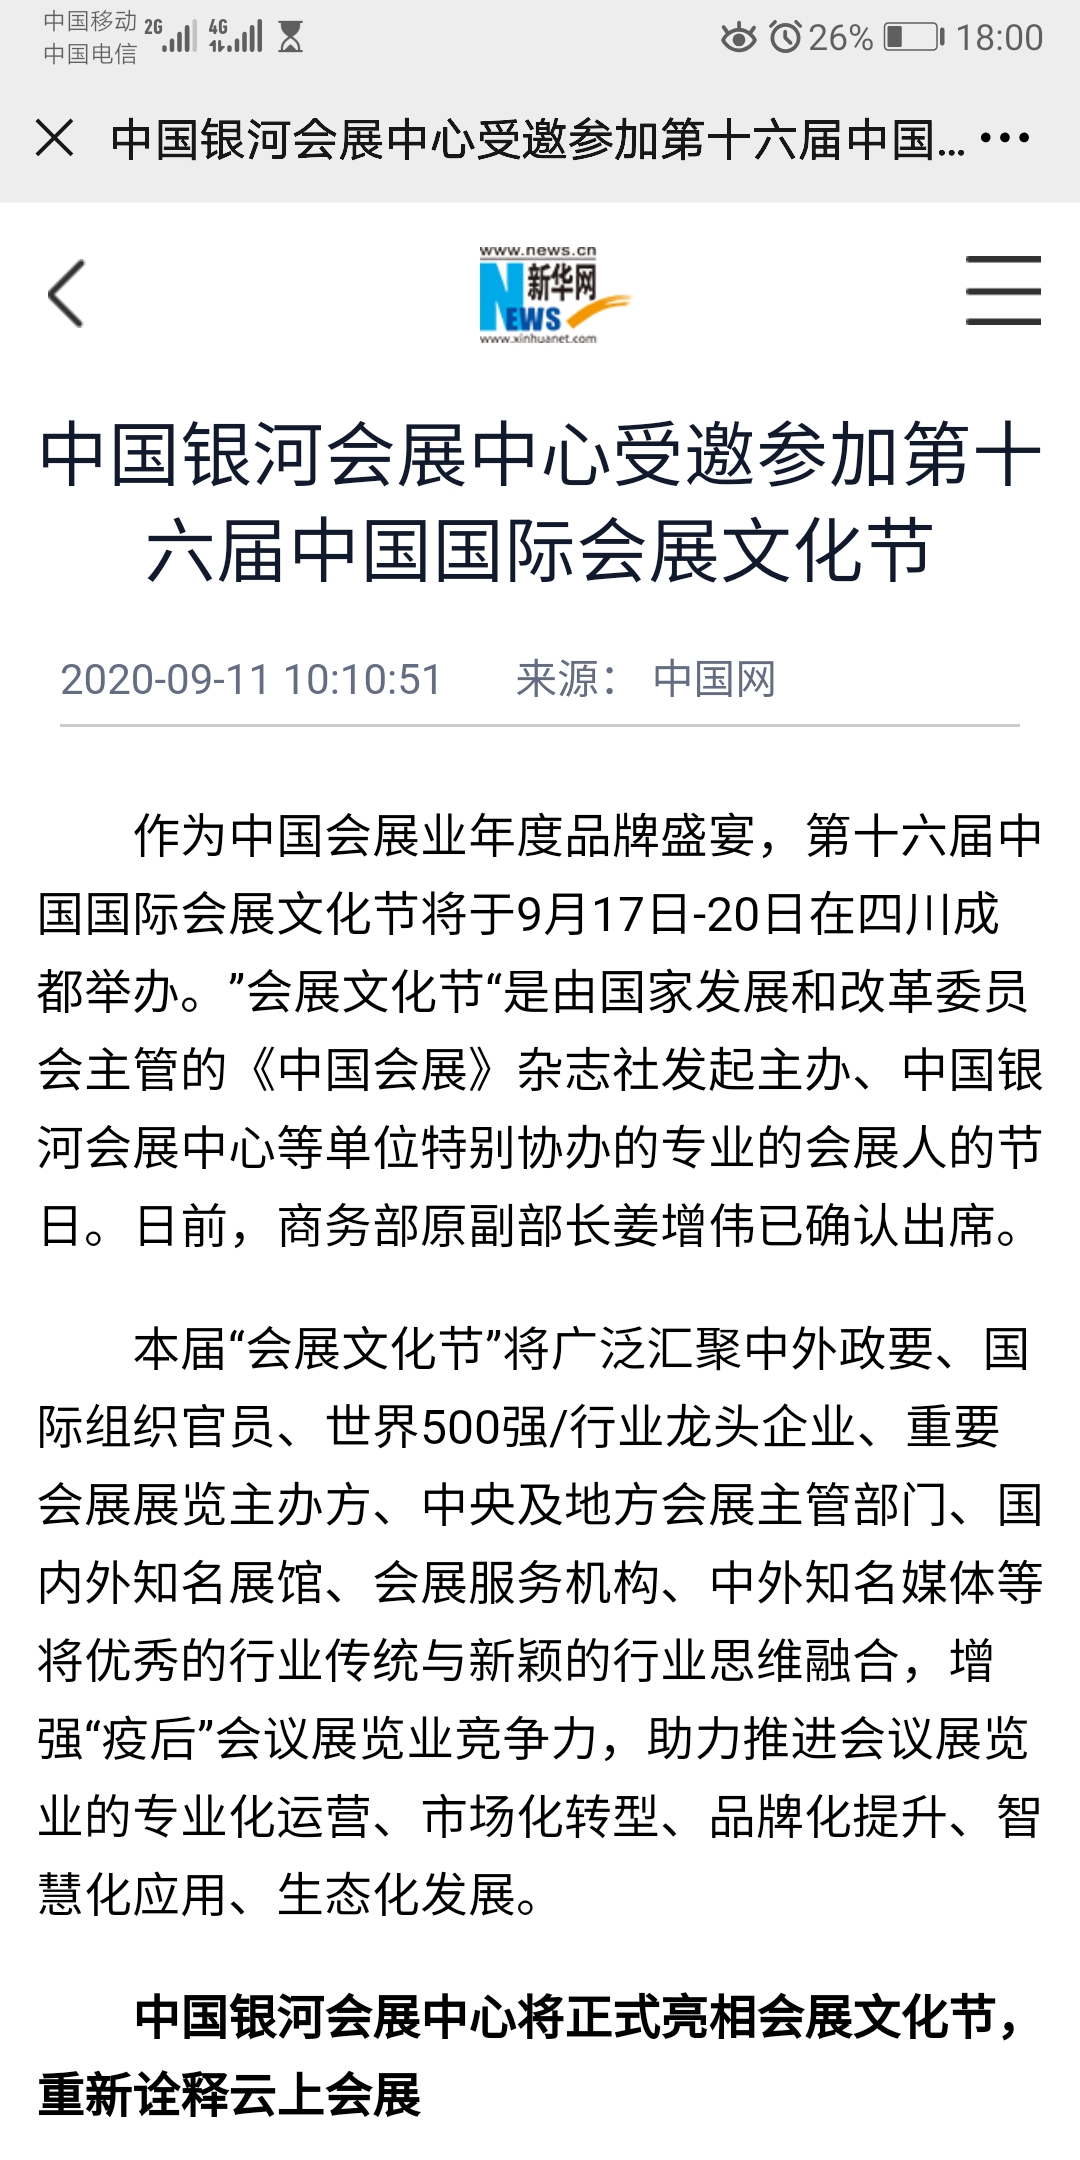 中国移动 2G 4G 26% 18:00
中国电信
中国银河会展中心受邀参加第十六届中国...
www.news.cn
新华网
NEWS
www.xinhuanet.com
中国银河会展中心受邀参加第十
六届中国国际会展文化节
2020-09-11 10:10:51 来源： 中国网
作为中国会展业年度品牌盛宴，第十六届中
国国际会展文化节将于9月17日-20日在四川成
都举办。”会展文化节“是由国家发展和改革委员
会主管的《中国会展》杂志社发起主办、中国银
河会展中心等单位特别协办的专业的会展人的节
日。日前，商务部原副部长姜增伟已确认出席。
本届“会展文化节”将广泛汇聚中外政要、国
际组织官员、世界500强/行业龙头企业、重要
会展展览主办方、中央及地方会展主管部门、国
内外知名展馆、会展服务机构、中外知名媒体等
将优秀的行业传统与新颖的行业思维融合，增
强“疫后”会议展览业竞争力，助力推进会议展览
业的专业化运营、市场化转型、品牌化提升、智
慧化应用、生态化发展。
中国银河会展中心将正式亮相会展文化节，
重新诠释云上会展